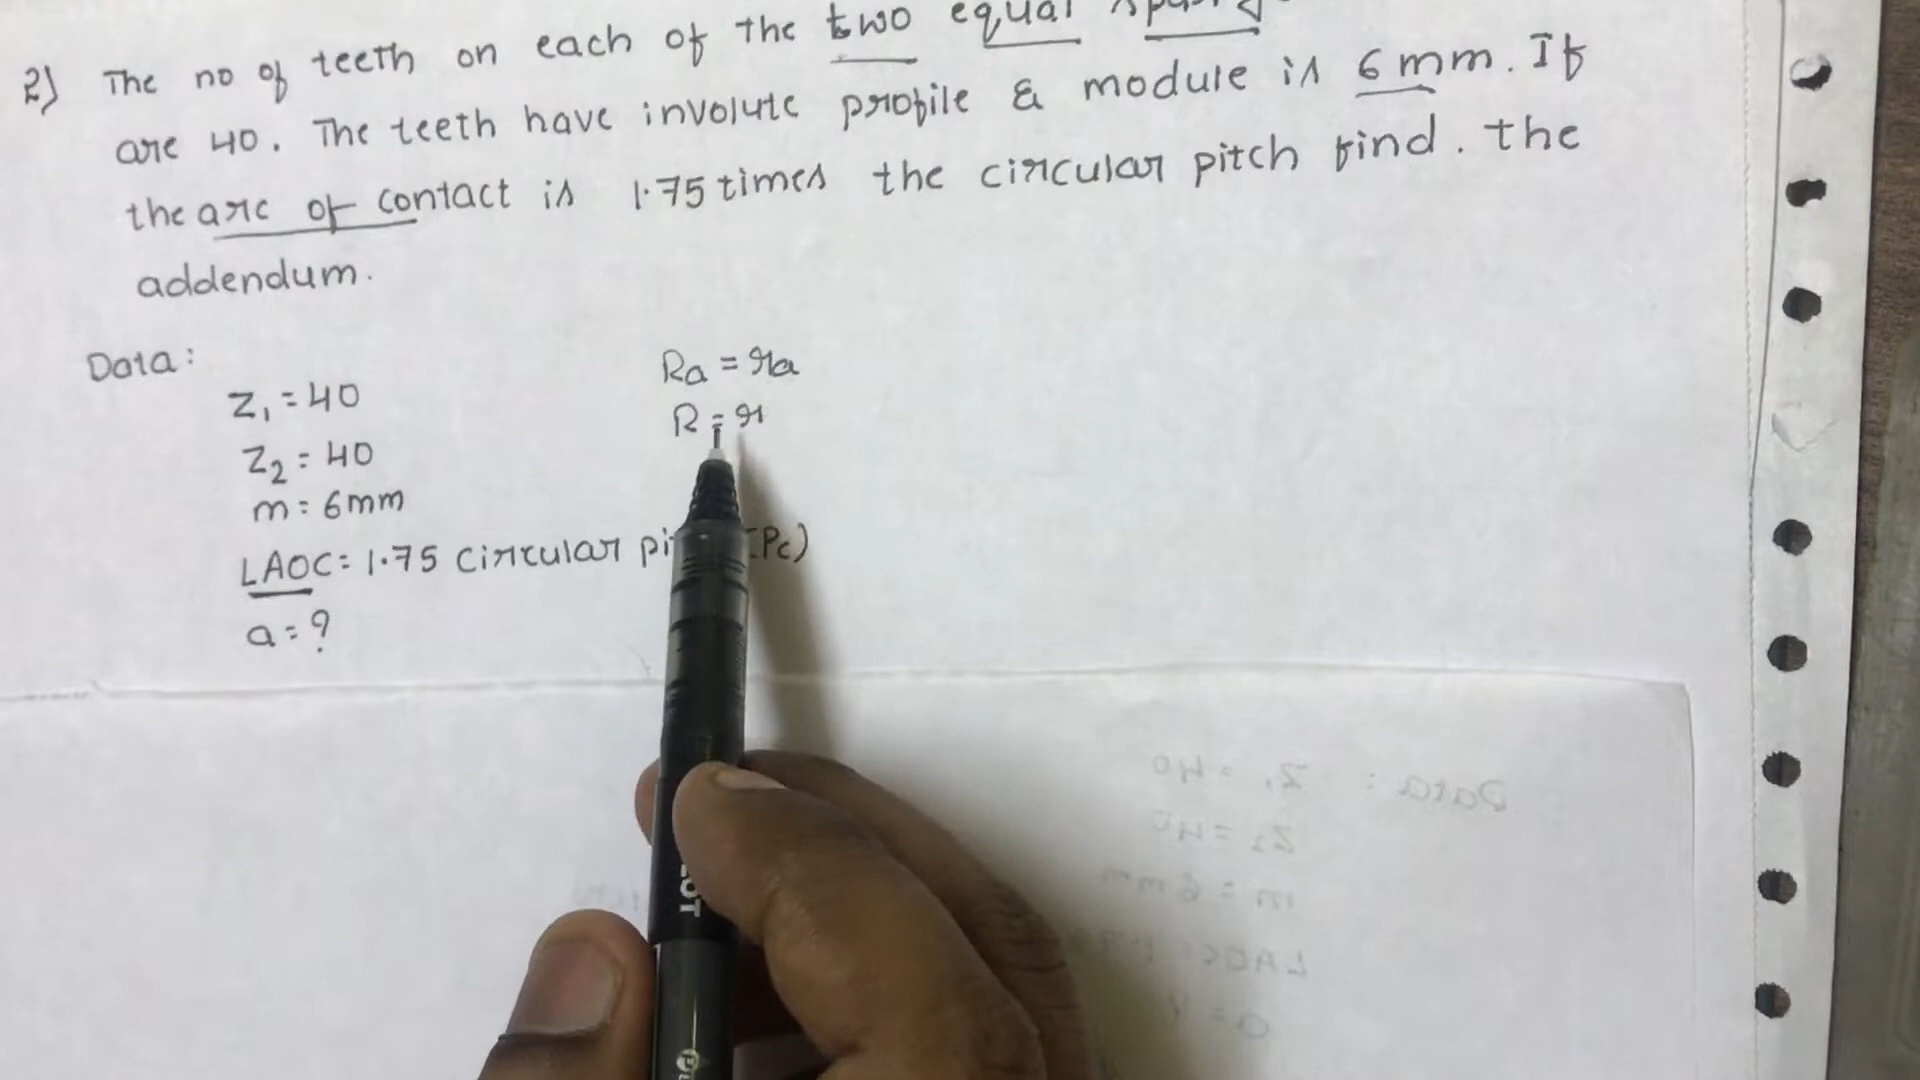 2) The no of teeth on each of the two equal
are 40. The teeth have involute profile & module is 6 mm. If
the arc of contact is 1.75 times the circular pitch find. the
addendum.
Data:
Z₁ = 40
Z₂ = 40
m = 6mm
LAOC = 1.75 circular (Pc)
a = ?
Ra = ra
R = r